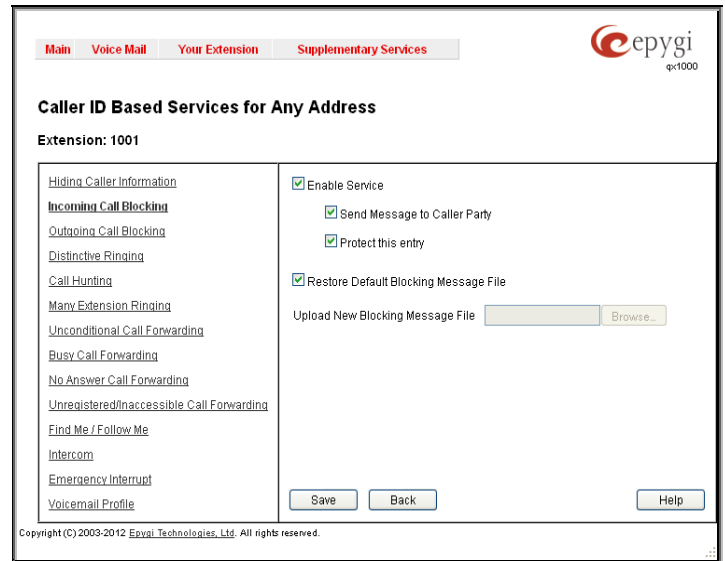 Main Voice Mail Your Extension Supplementary Services
epygi
qx1000
Caller ID Based Services for Any Address
Extension: 1001
Hiding Caller Information
Incoming Call Blocking
Outgoing Call Blocking
Distinctive Ringing
Call Hunting
Many Extension Ringing
Unconditional Call Forwarding
Busy Call Forwarding
No Answer Call Forwarding
Unregistered/Inaccessible Call Forwarding
Find Me / Follow Me
Intercom
Emergency Interrupt
Voicemail Profile
Enable Service
Send Message to Caller Party
Protect this entry
Restore Default Blocking Message File
Upload New Blocking Message File Browse...
Save Back Help
Copyright (C) 2003-2012 Epygi Technologies, Ltd. All rights reserved.